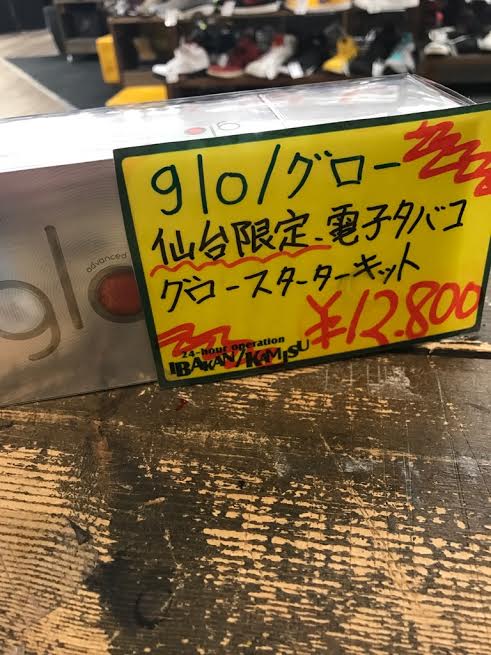 glo
advanced
glo
glo/グロー
仙台限定、電子タバコ
グロースターターキット
¥12.800
24-hour operation
IBAKAN/KAMISU